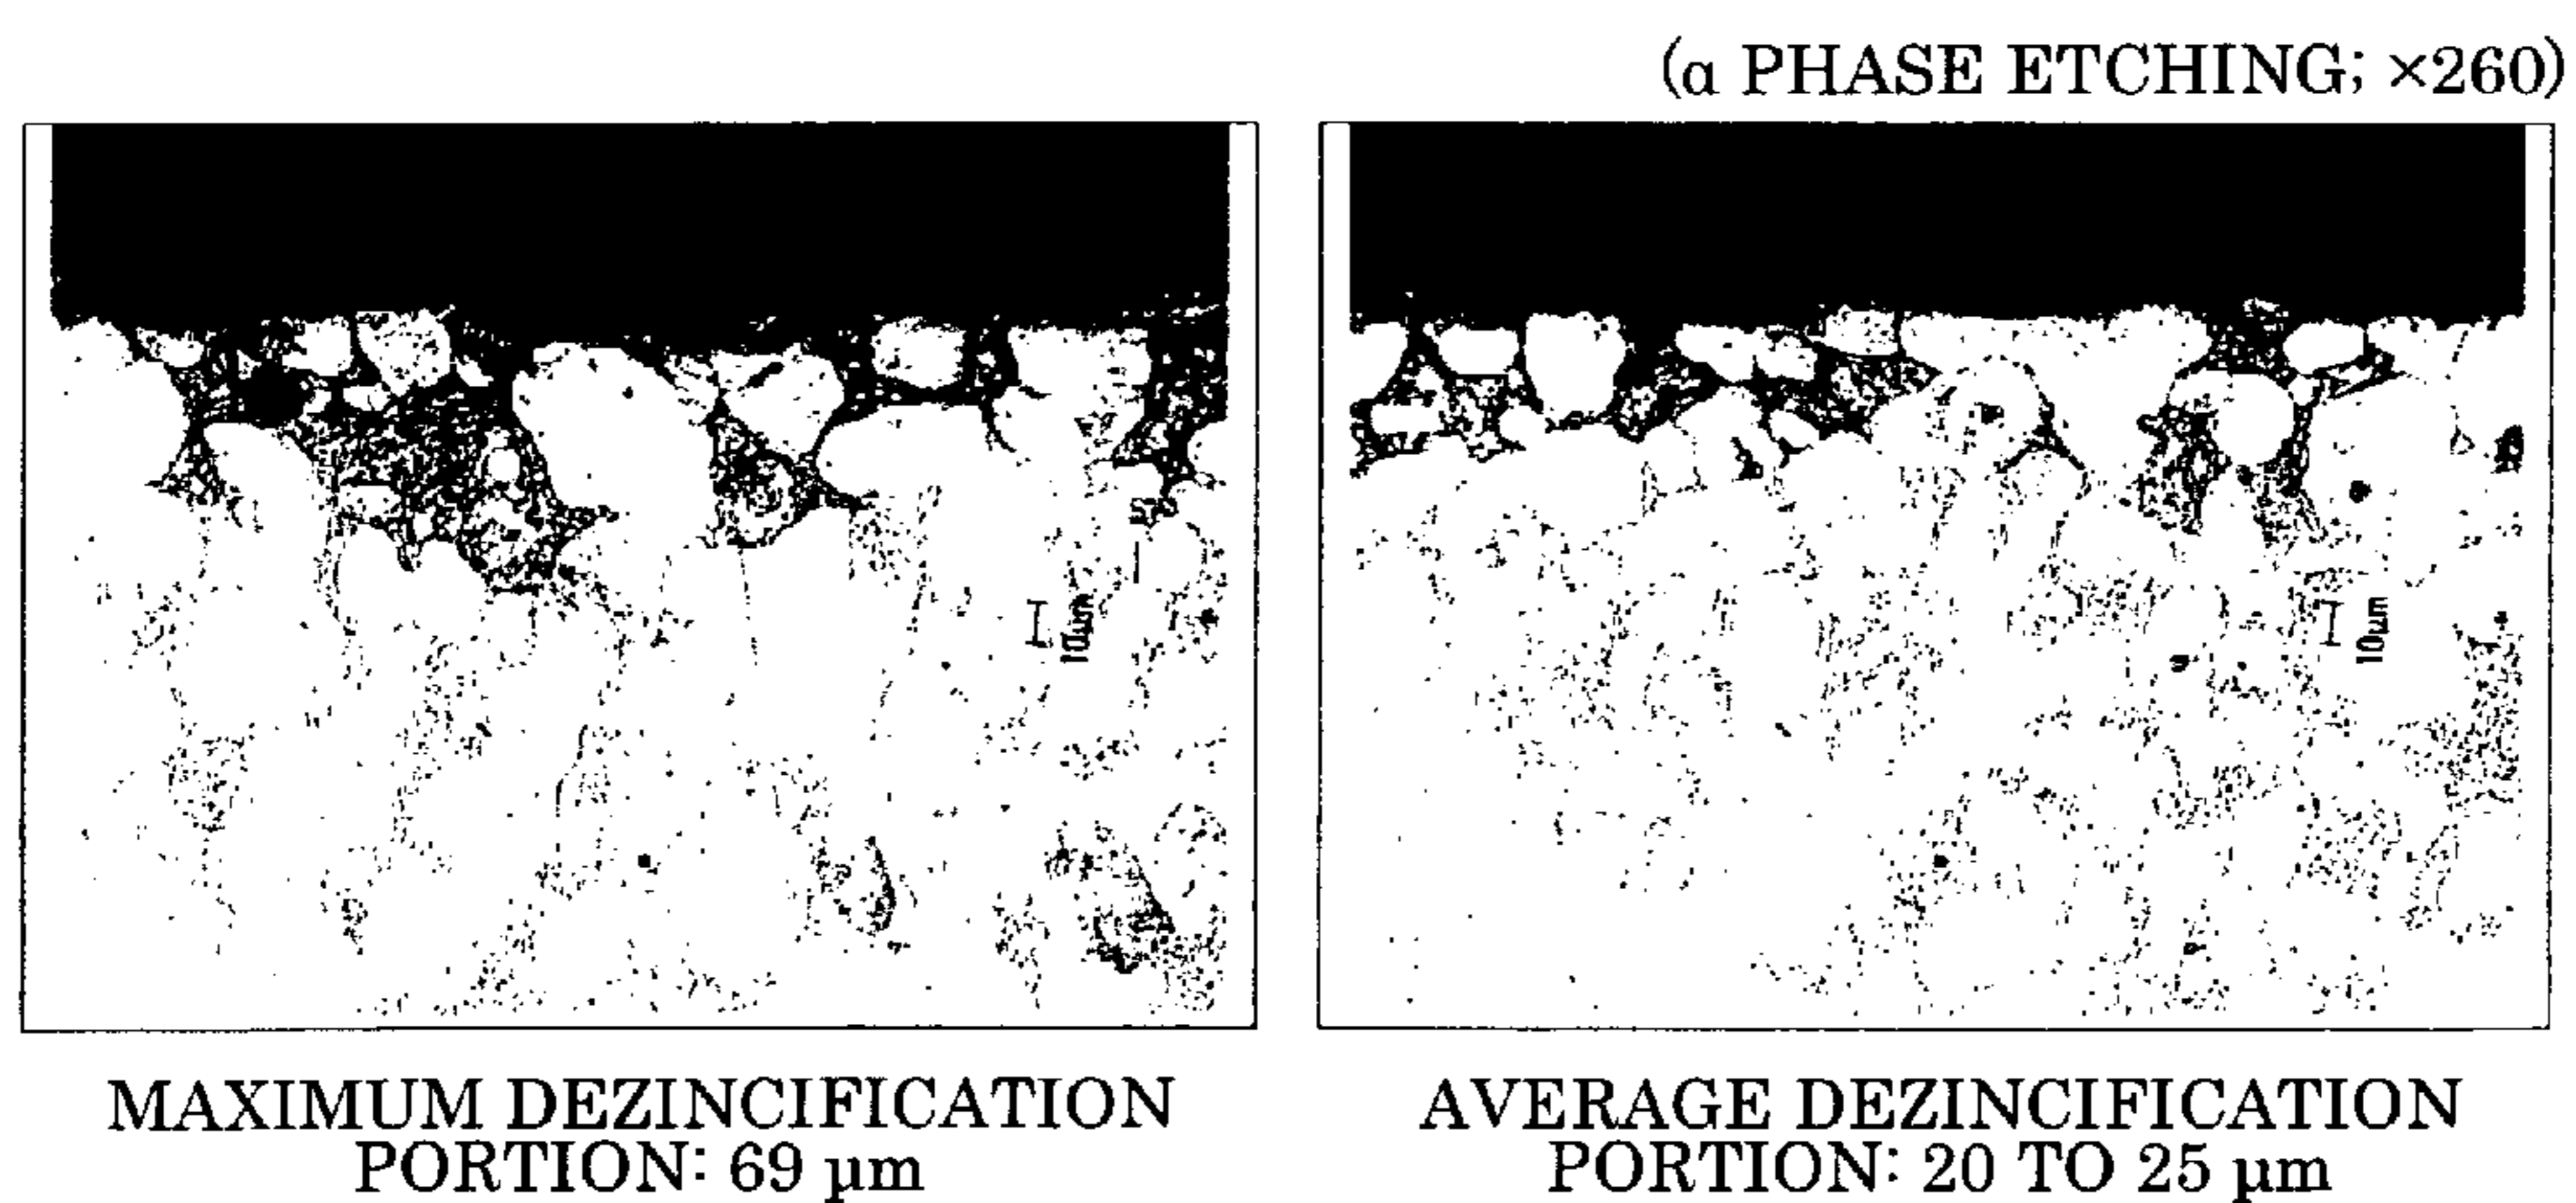 (α PHASE ETCHING; ×260)
10μm
10μm
MAXIMUM DEZINCIFICATION
PORTION: 69 μm
AVERAGE DEZINCIFICATION
PORTION: 20 TO 25 μm